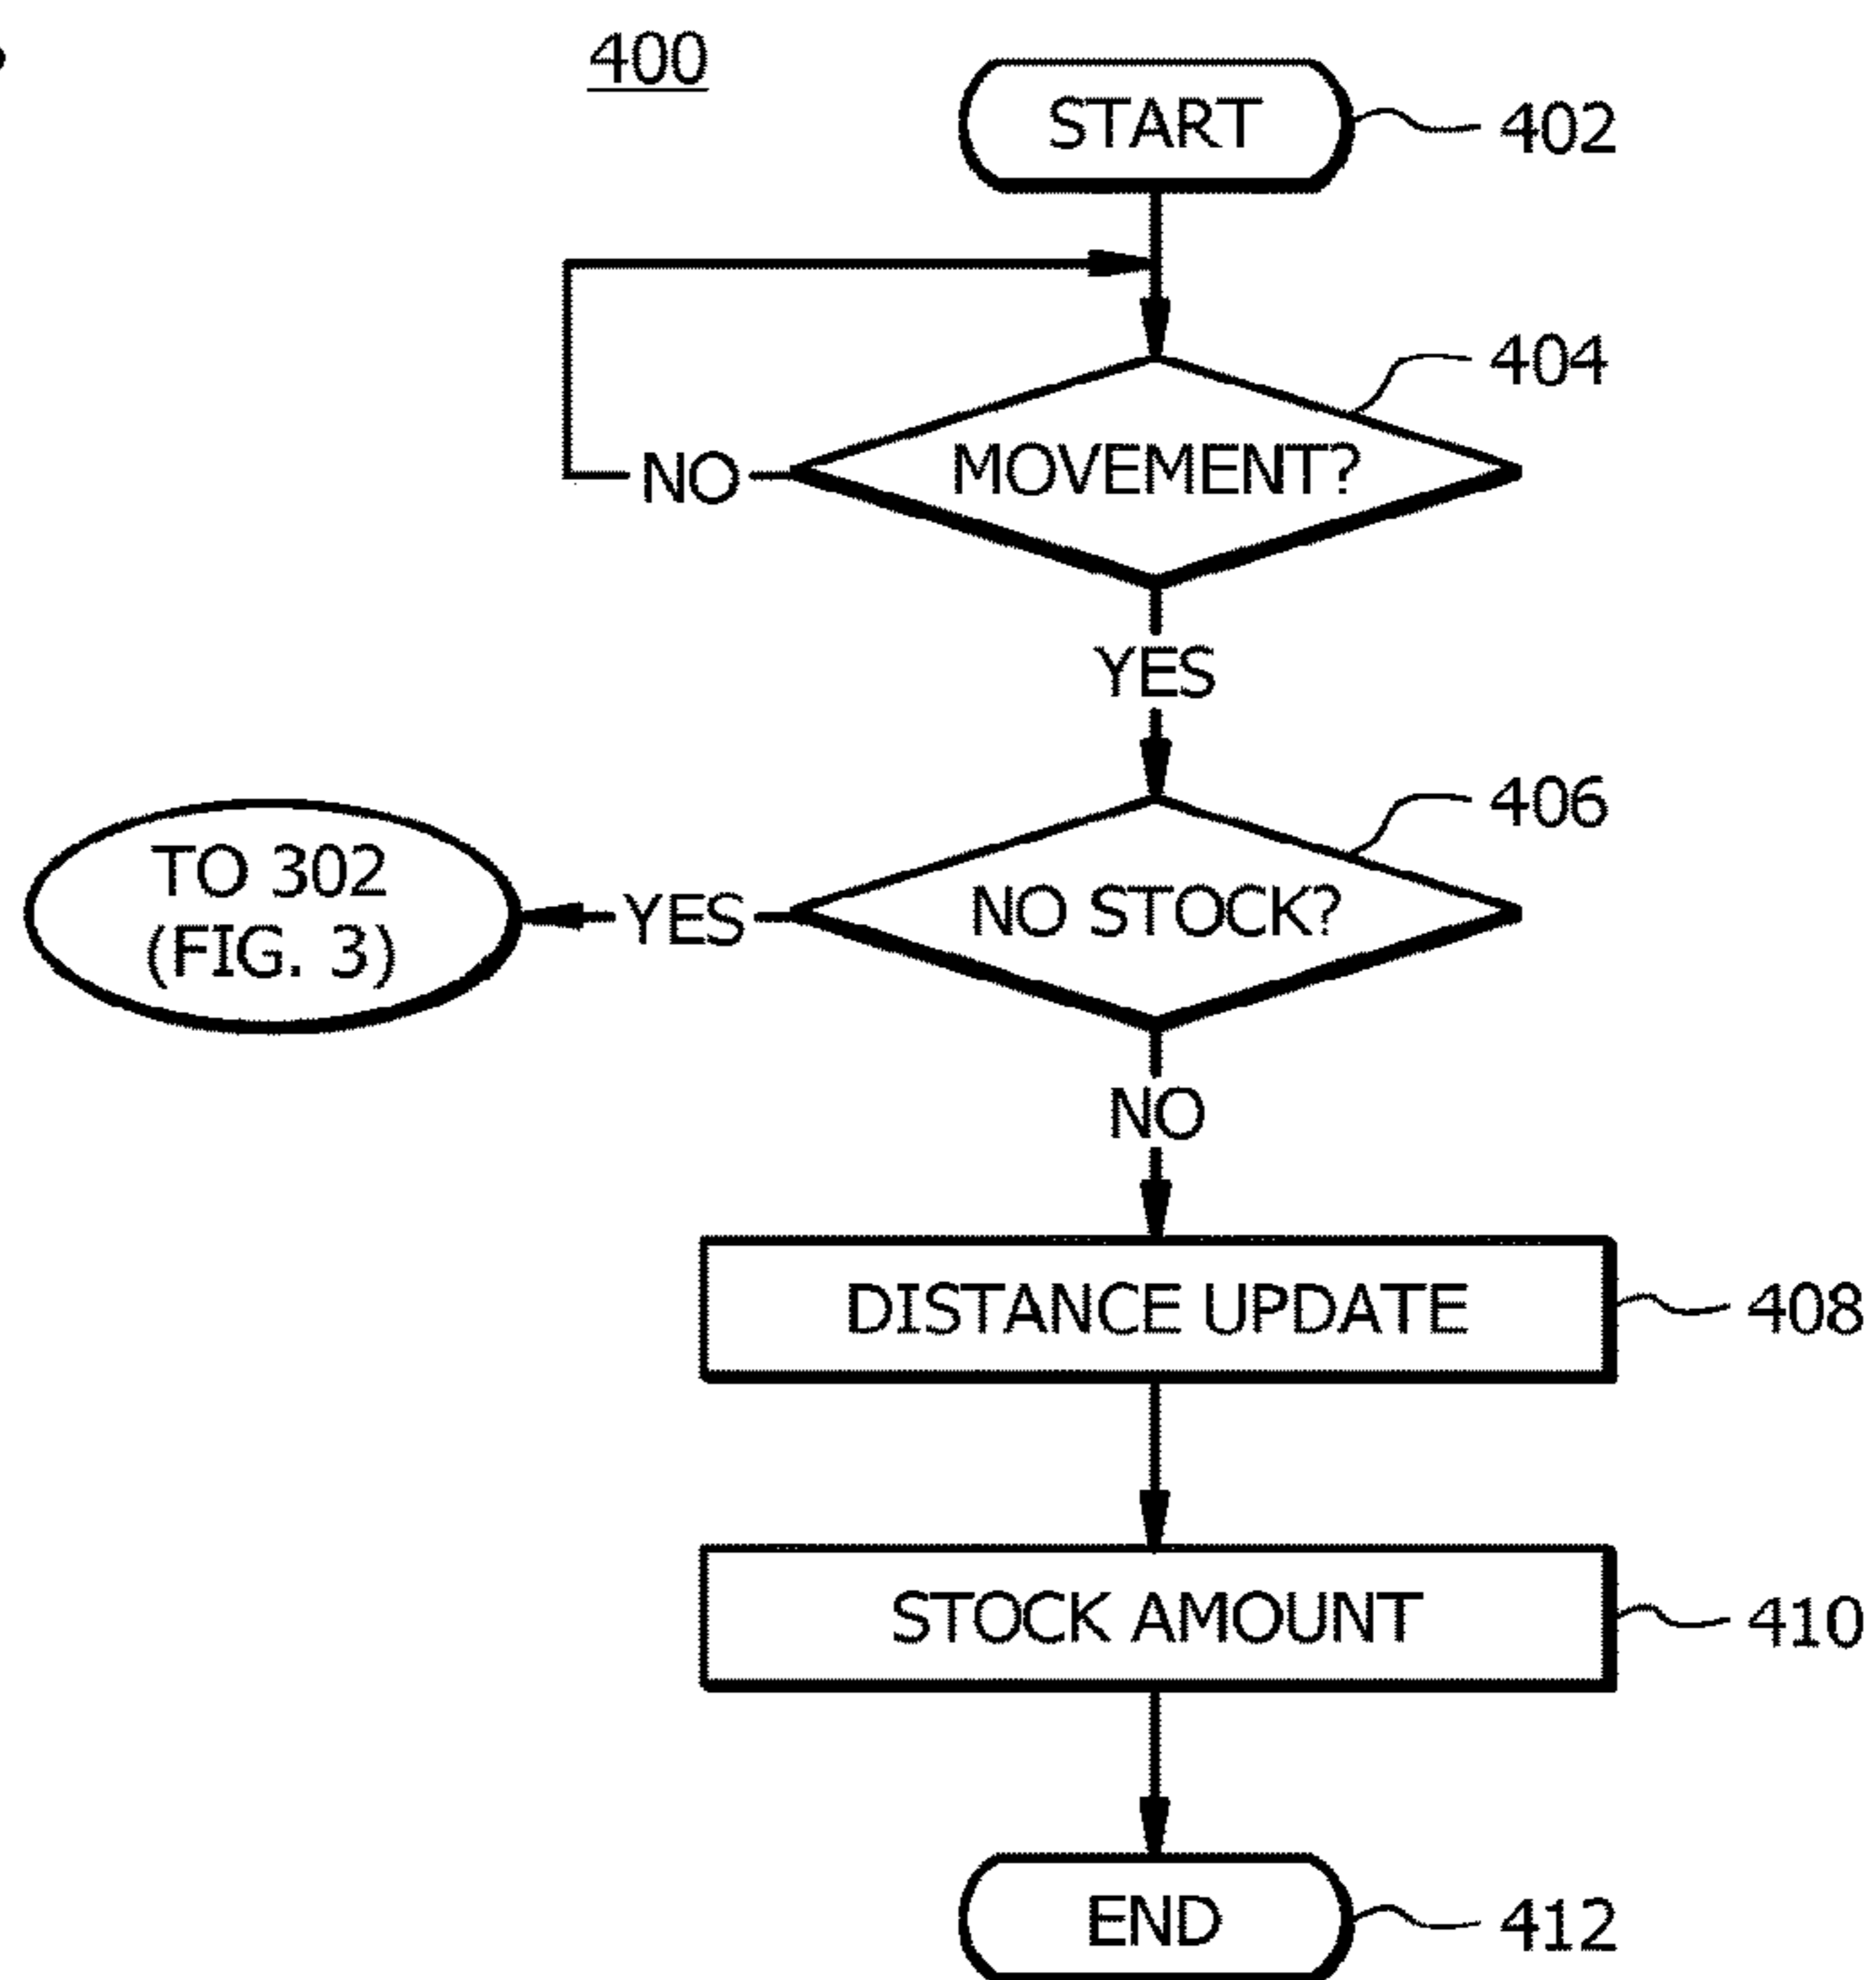 400
START
402
404
MOVEMENT?
NO
YES
406
NO STOCK?
YES
TO 302
(FIG. 3)
NO
DISTANCE UPDATE
408
STOCK AMOUNT
410
END
412